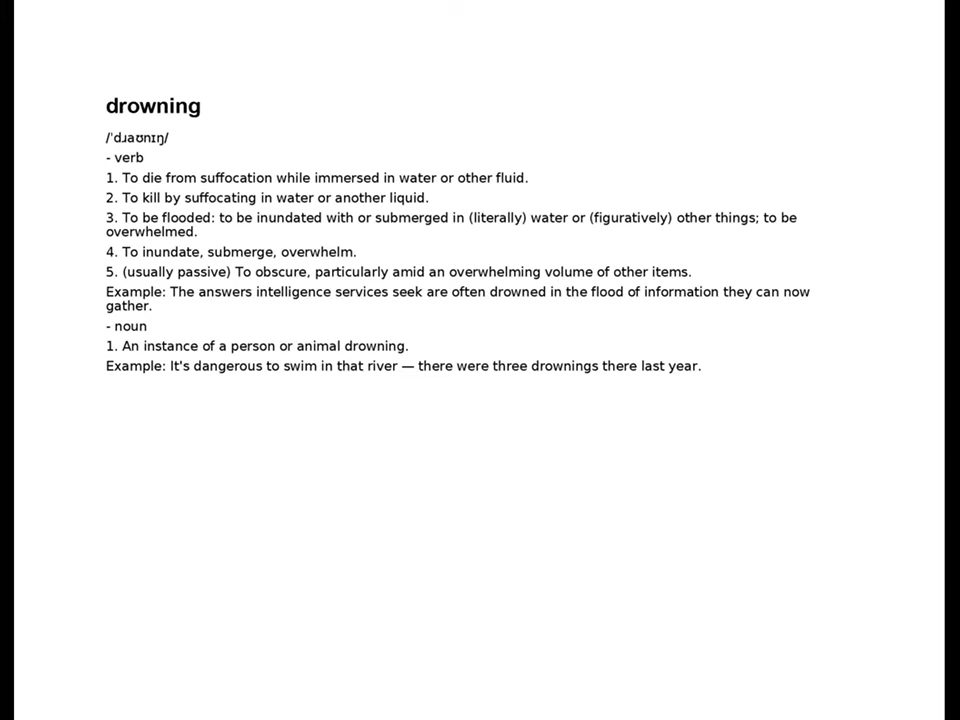 drowning
/ˈdɹaʊnɪŋ/
- verb
1. To die from suffocation while immersed in water or other fluid.
2. To kill by suffocating in water or another liquid.
3. To be flooded: to be inundated with or submerged in (literally) water or (figuratively) other things; to be
overwhelmed.
4. To inundate, submerge, overwhelm.
5. (usually passive) To obscure, particularly amid an overwhelming volume of other items.
Example: The answers intelligence services seek are often drowned in the flood of information they can now
gather.
- noun
1. An instance of a person or animal drowning.
Example: It's dangerous to swim in that river — there were three drownings there last year.